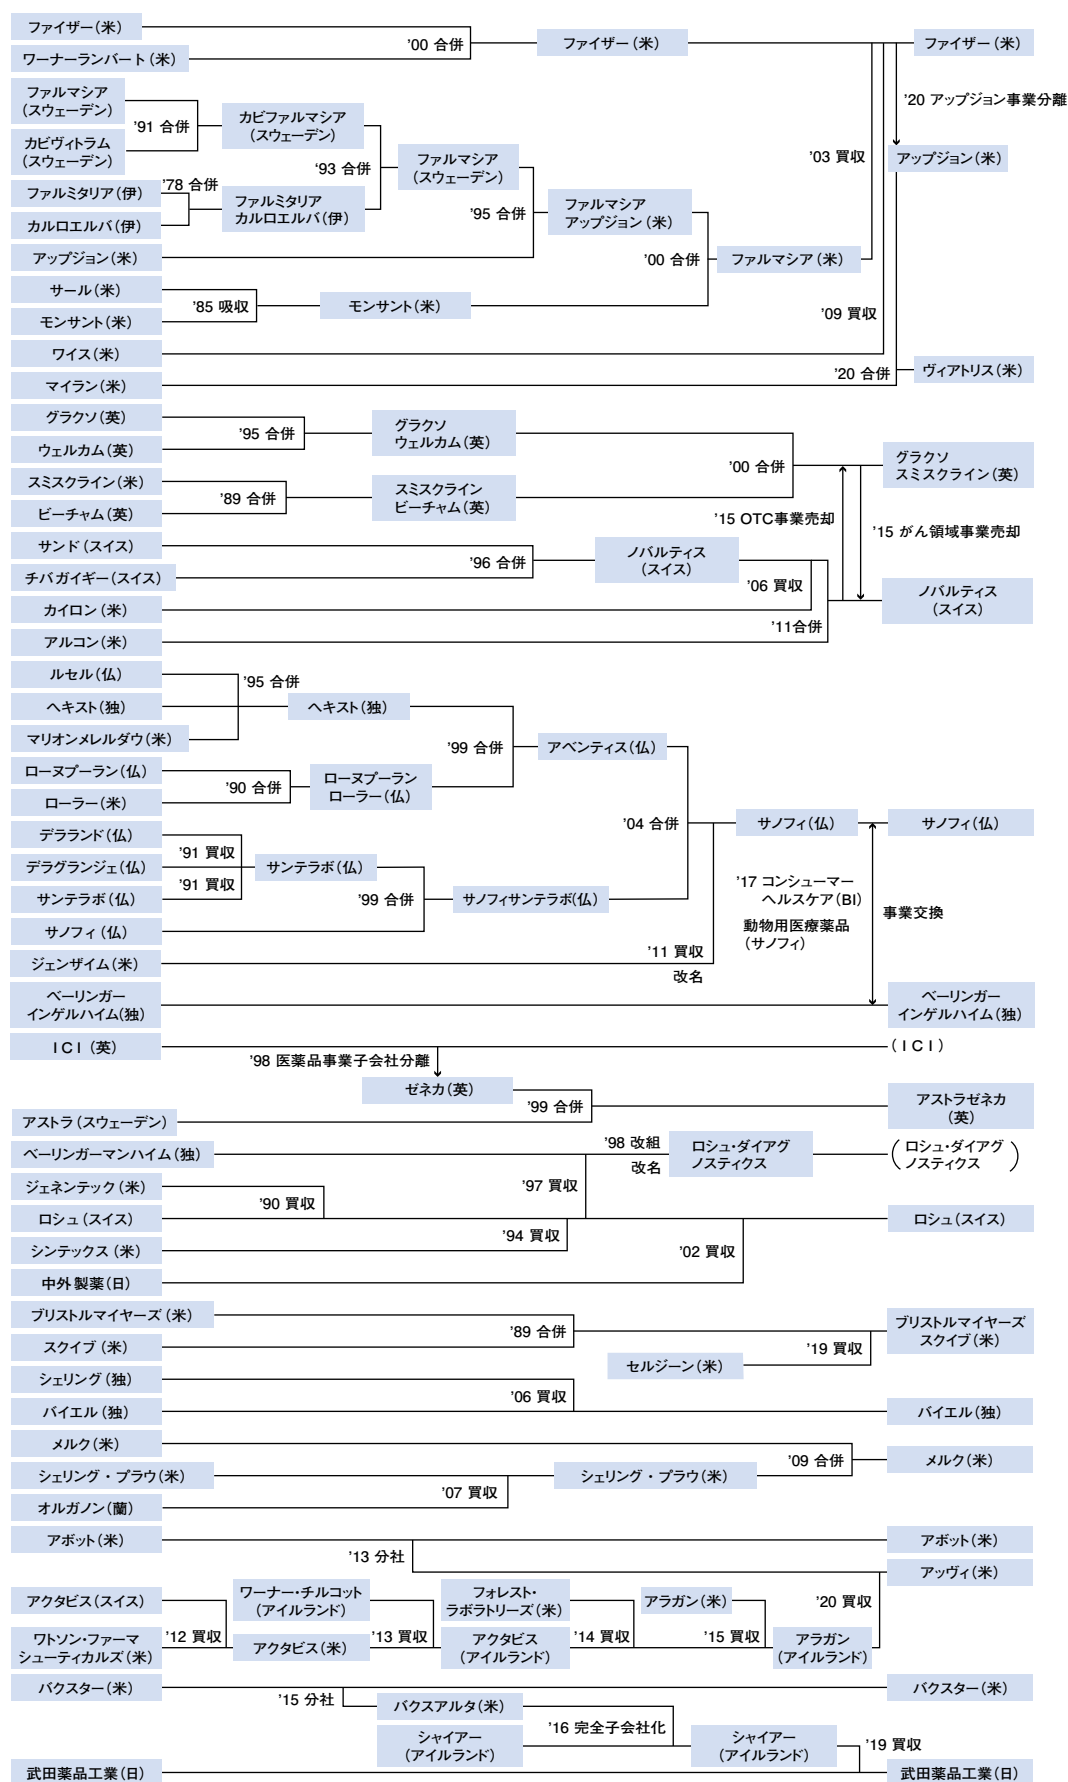 ファイザー（米）
'00 合併
ファイザー（米）
ファイザー（米）
ワーナーランバート（米）
ファルマシア
（スウェーデン）
'91 合併
カビファルマシア
（スウェーデン）
カビヴィトラム
（スウェーデン）
'93 合併
ファルマシア
（スウェーデン）
'03 買収
'20 アップジョン事業分離
アップジョン（米）
ファルミタリア（伊）
'78 合併
ファルミタリア
カルロエルバ（伊）
カルロエルバ（伊）
'95 合併
ファルマシア
アップジョン（米）
アップジョン（米）
'00 合併
ファルマシア（米）
サール（米）
'85 吸収
モンサント（米）
モンサント（米）
'09 買収
ワイス（米）
マイラン（米）
'20 合併
ヴィアトリス（米）
グラクソ（英）
'95 合併
グラクソ
ウェルカム（英）
ウェルカム（英）
'00 合併
グラクソ
スミスクライン（英）
スミスクライン（米）
'89 合併
スミスクライン
ビーチャム（英）
ビーチャム（英）
'15 OTC事業売却
'15 がん領域事業売却
サンド（スイス）
'96 合併
ノバルティス
（スイス）
チバガイギー（スイス）
'06 買収
ノバルティス
（スイス）
カイロン（米）
'11合併
アルコン（米）
ルセル（仏）
'95 合併
ヘキスト（独）
ヘキスト（独）
マリオンメレルダウ（米）
'99 合併
アベンティス（仏）
ローヌプーラン（仏）
'90 合併
ローヌプーラン
ローラー（仏）
ローラー（米）
'04 合併
サノフィ（仏）
サノフィ（仏）
デラランド（仏）
'91 買収
デラグランジェ（仏）
サンテラボ（仏）
'91 買収
サンテラボ（仏）
'99 合併
サノフィサンテラボ（仏）
'17 コンシューマー
ヘルスケア（BI）
動物用医療薬品
（サノフィ）
事業交換
サノフィ（仏）
ジェンザイム（米）
'11 買収
改名
ベーリンガー
インゲルハイム（独）
ベーリンガー
インゲルハイム（独）
ＩＣＩ（英）
（ＩＣＩ）
'98 医薬品事業子会社分離
ゼネカ（英）
'99 合併
アストラゼネカ
（英）
アストラ（スウェーデン）
ベーリンガーマンハイム（独）
'98 改組
改名
ロシュ・ダイアグ
ノスティクス
（ロシュ・ダイアグ
ノスティクス）
ジェネンテック（米）
'90 買収
'97 買収
ロシュ（スイス）
ロシュ（スイス）
シンテックス（米）
'94 買収
'02 買収
中外製薬（日）
ブリストルマイヤーズ（米）
'89 合併
ブリストルマイヤーズ
スクイブ（米）
スクイブ（米）
セルジーン（米）
'19 買収
シェリング（独）
'06 買収
バイエル（独）
バイエル（独）
メルク（米）
'09 合併
メルク（米）
シェリング・プラウ（米）
シェリング・プラウ（米）
'07 買収
オルガノン（蘭）
アボット（米）
アボット（米）
'13 分社
アッヴィ（米）
アクタビス（スイス）
ワーナー・チルコット
（アイルランド）
フォレスト・
ラボラトリーズ（米）
アラガン（米）
'20 買収
ワトソン・ファーマ
シューティカルズ（米）
'12 買収
アクタビス（米）
'13 買収
アクタビス
（アイルランド）
'14 買収
'15 買収
アラガン
（アイルランド）
バクスター（米）
バクスター（米）
'15 分社
バクスアルタ（米）
'16 完全子会社化
シャイアー
（アイルランド）
シャイアー
（アイルランド）
'19 買収
武田薬品工業（日）
武田薬品工業（日）